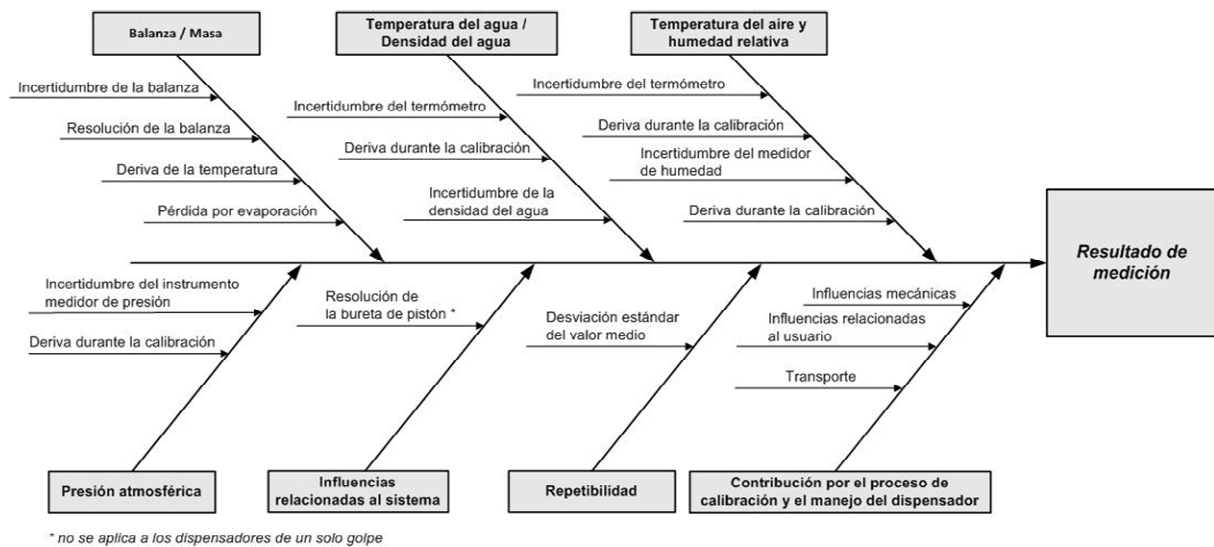 Balanza / Masa
Incertidumbre de la balanza
Resolución de la balanza
Deriva de la temperatura
Pérdida por evaporación
Temperatura del agua /
Densidad del agua
Incertidumbre del termómetro
Deriva durante la calibración
Incertidumbre de la
densidad del agua
Temperatura del aire y
humedad relativa
Incertidumbre del termómetro
Deriva durante la calibración
Incertidumbre del medidor
de humedad
Deriva durante la calibración
Resultado de
medición
Incertidumbre del instrumento
medidor de presión
Deriva durante la calibración
Presión atmosférica
Resolución de
la bureta de pistón *
Influencias
relacionadas al sistema
Desviación estándar
del valor medio
Repetibilidad
Influencias mecánicas
Influencias relacionadas
al usuario
Transporte
Contribución por el proceso de
calibración y el manejo del dispensador
* no se aplica a los dispensadores de un solo golpe